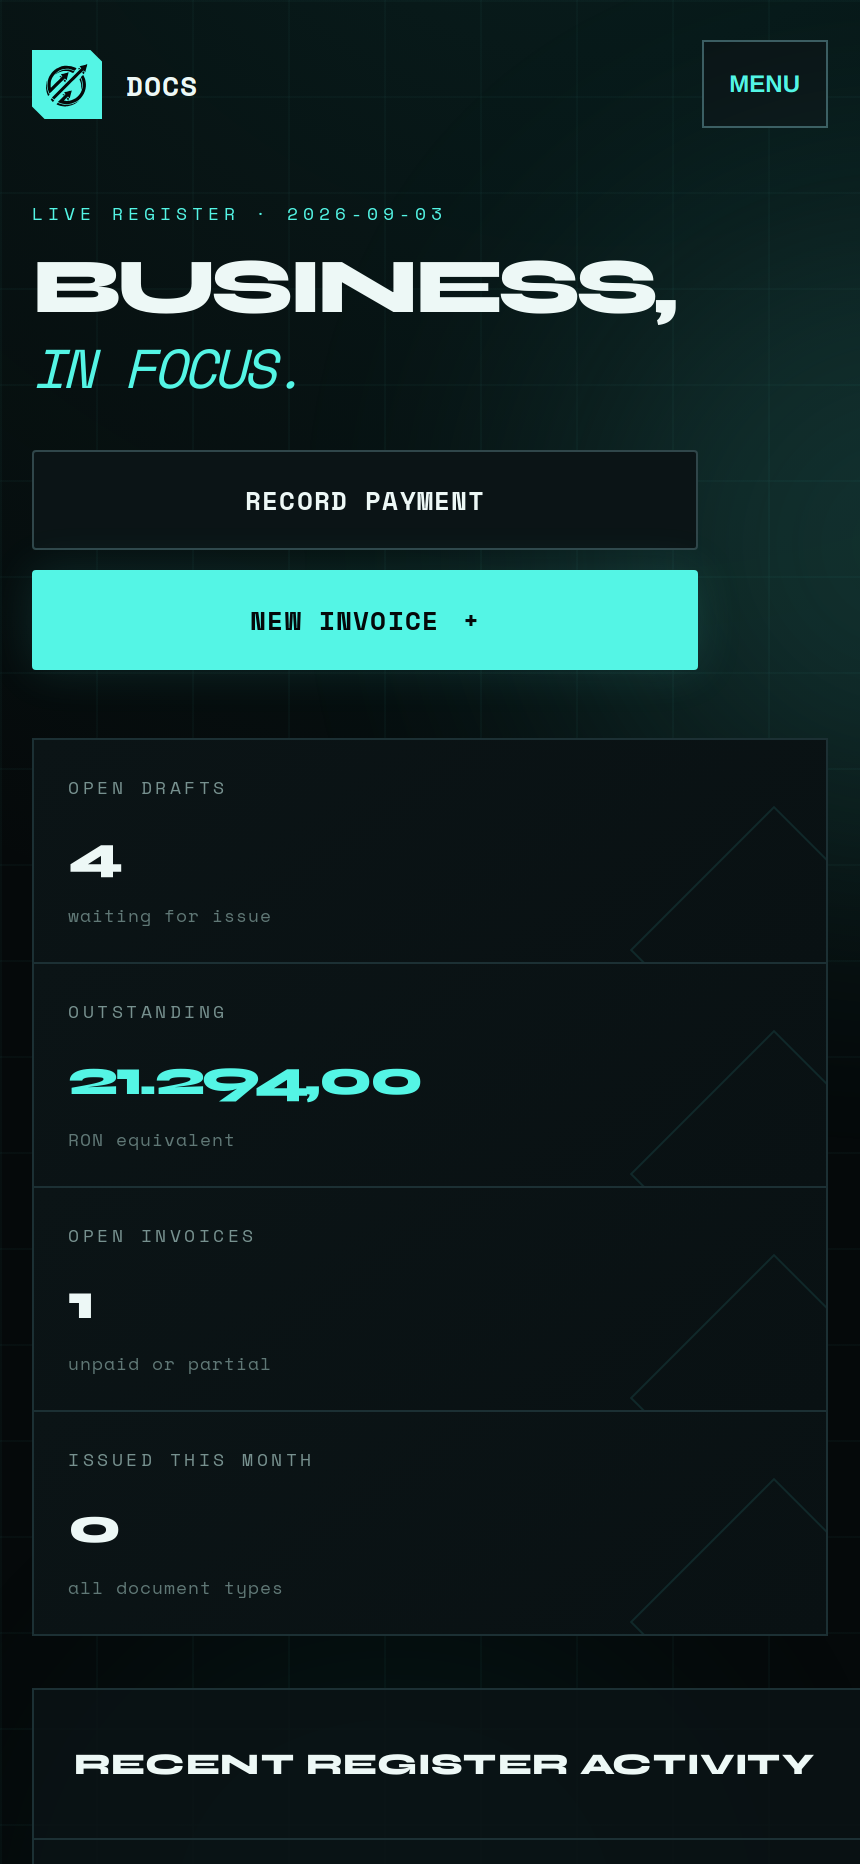 DOCS
MENU
LIVE REGISTER · 2026-09-03
BUSINESS,
IN FOCUS.
RECORD PAYMENT
NEW INVOICE +
OPEN DRAFTS
4
waiting for issue
OUTSTANDING
21.294,00
RON equivalent
OPEN INVOICES
1
unpaid or partial
ISSUED THIS MONTH
0
all document types
RECENT REGISTER ACTIVITY